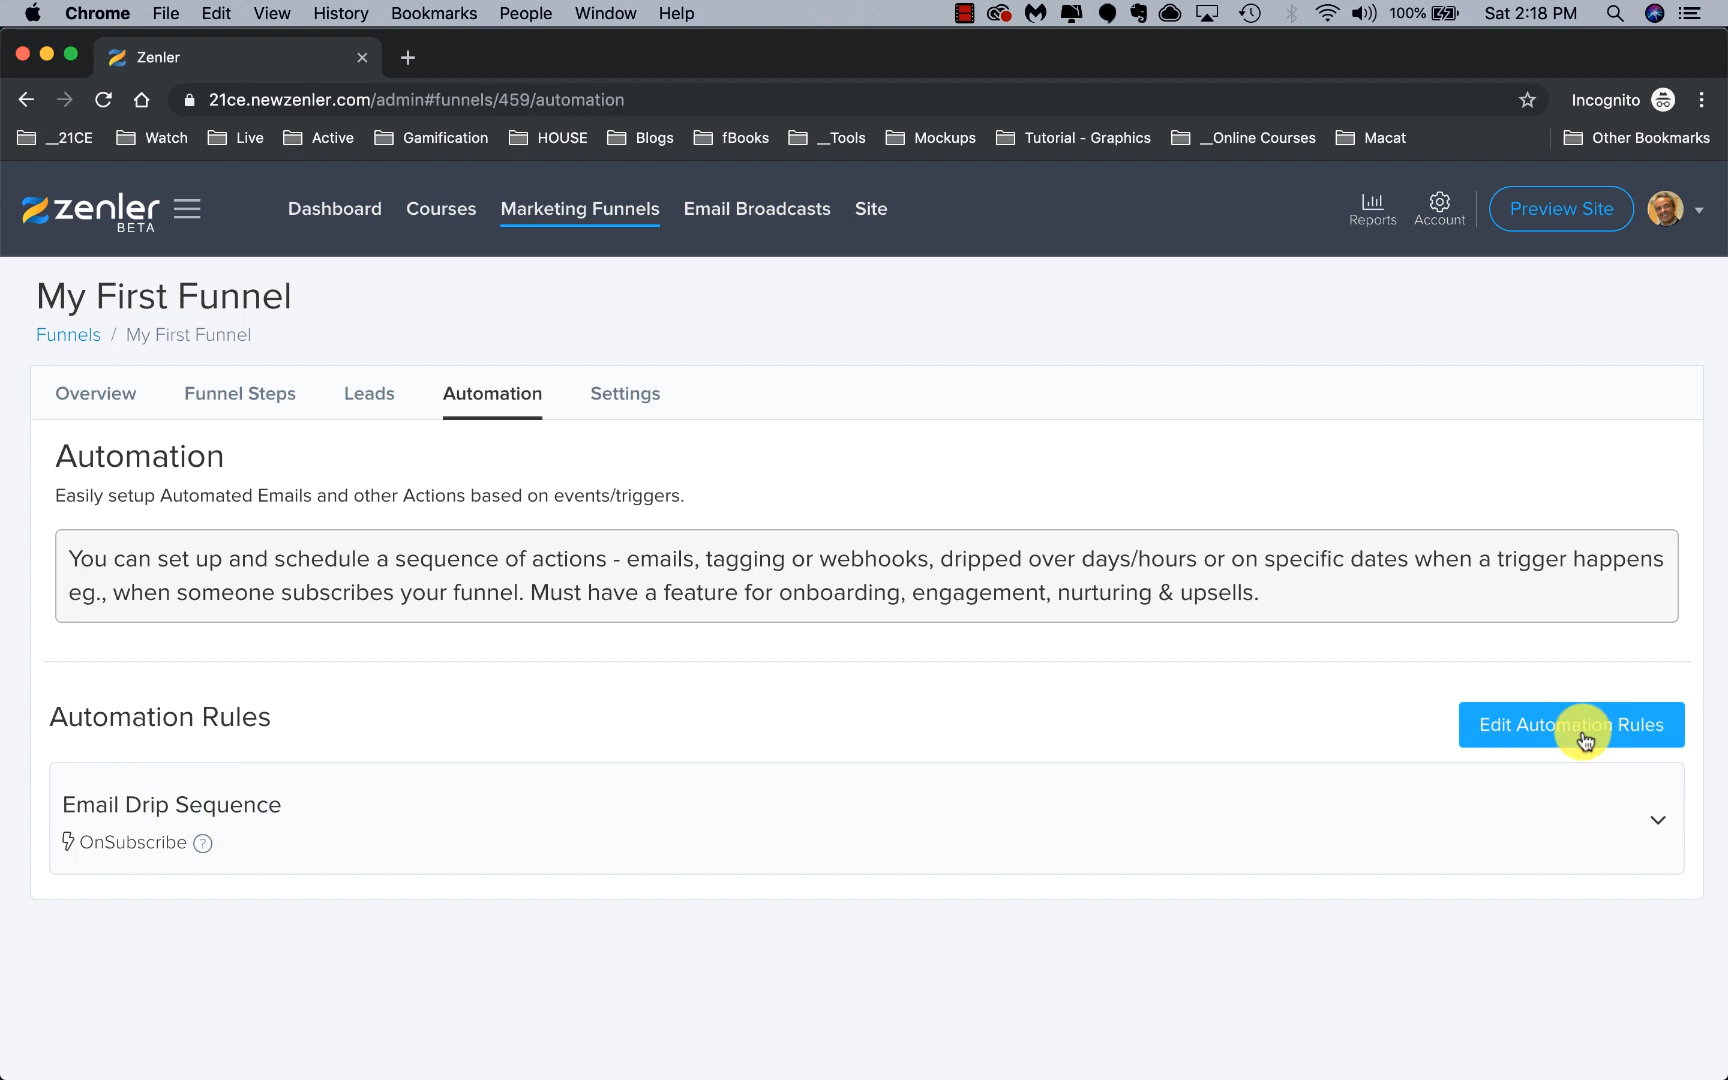 Chrome File Edit View History Bookmarks People Window Help 100% Sat 2:18 PM
Zenler
21ce.newzenler.com/admin#funnels/459/automation Incognito
__21CE Watch Live Active Gamification HOUSE Blogs fBooks __Tools Mockups Tutorial - Graphics __Online Courses Macat Other Bookmarks
zenler
BETA
Dashboard Courses Marketing Funnels Email Broadcasts Site Reports Account Preview Site
My First Funnel
Funnels / My First Funnel
Overview Funnel Steps Leads Automation Settings
Automation
Easily setup Automated Emails and other Actions based on events/triggers.
You can set up and schedule a sequence of actions - emails, tagging or webhooks, dripped over days/hours or on specific dates when a trigger happens
eg., when someone subscribes your funnel. Must have a feature for onboarding, engagement, nurturing & upsells.
Automation Rules Edit Automation Rules
Email Drip Sequence
OnSubscribe ?